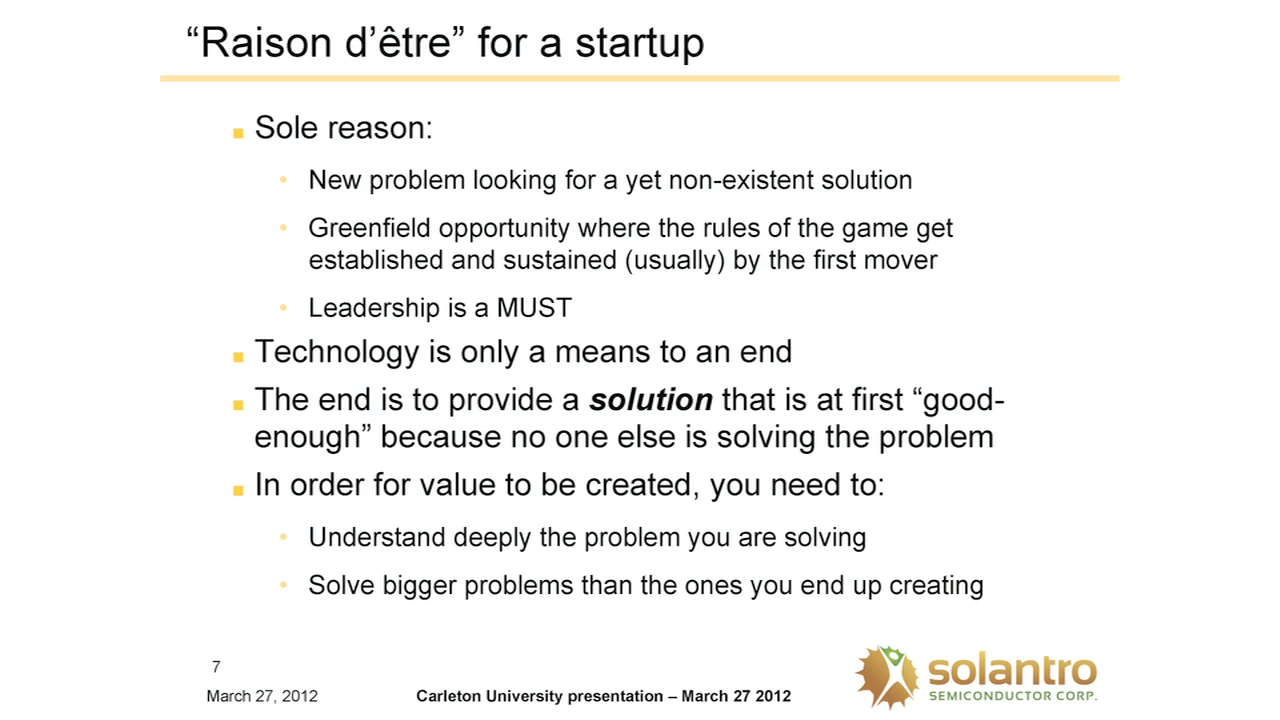 “Raison d’être” for a startup
Sole reason:
New problem looking for a yet non-existent solution
Greenfield opportunity where the rules of the game get
established and sustained (usually) by the first mover
Leadership is a MUST
Technology is only a means to an end
The end is to provide a solution that is at first “good-
enough” because no one else is solving the problem
In order for value to be created, you need to:
Understand deeply the problem you are solving
Solve bigger problems than the ones you end up creating
7
March 27, 2012
Carleton University presentation – March 27 2012
solantro
SEMICONDUCTOR CORP.